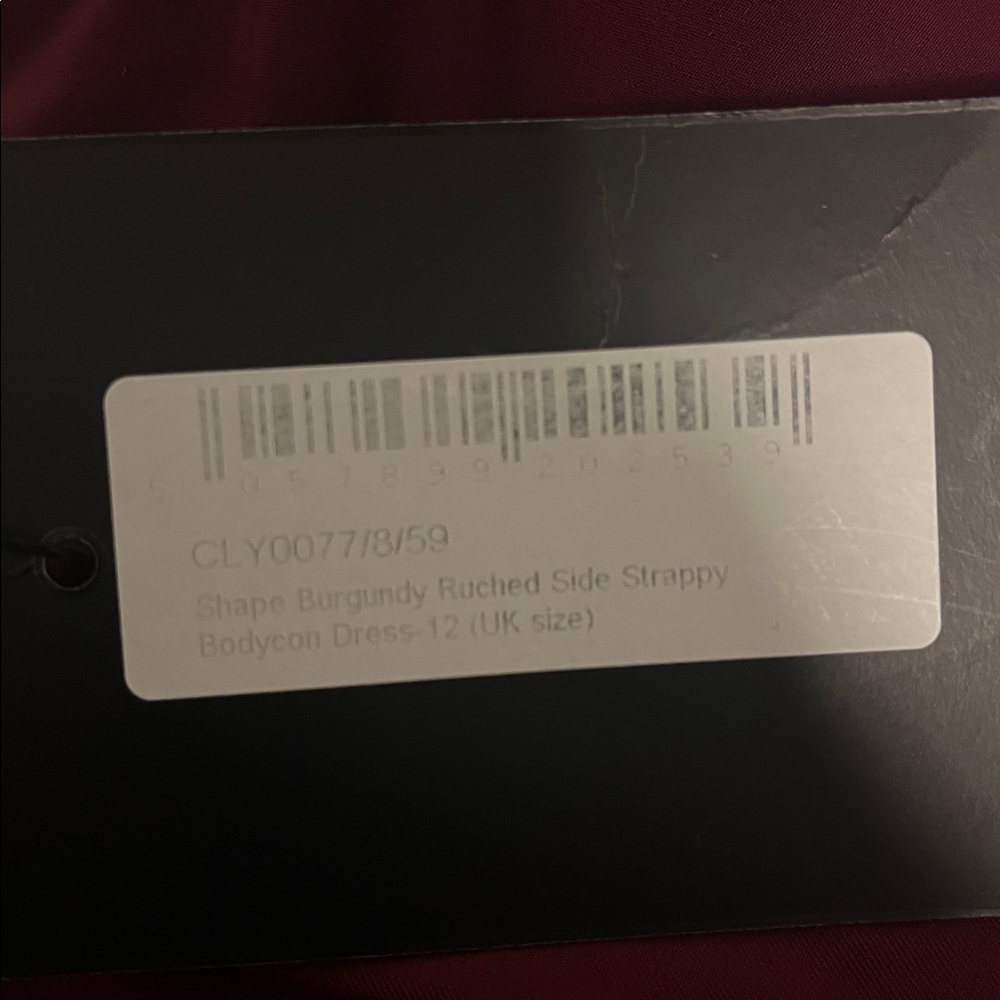 5 057899 202539
CLY0077/8/59
Shape Burgundy Ruched Side Strappy
Bodycon Dress-12 (UK size)